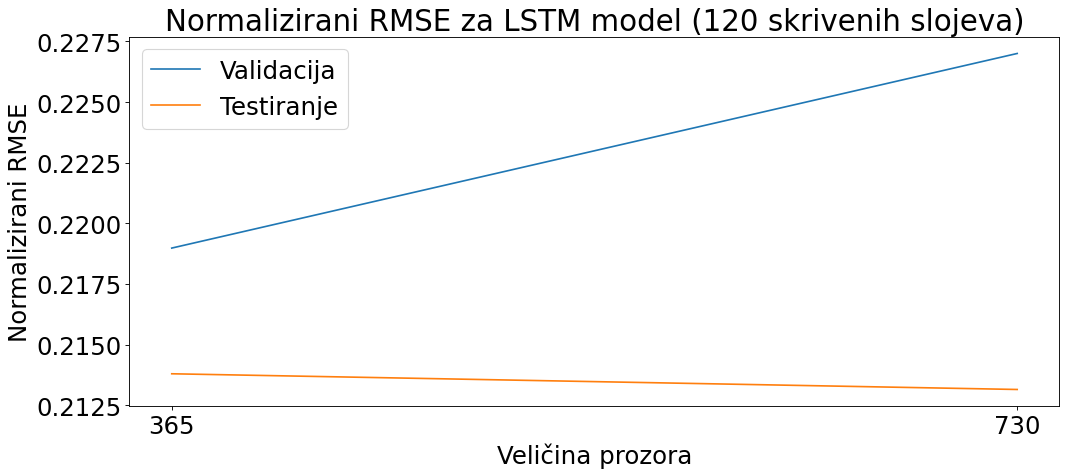 Normalizirani RMSE za LSTM model (120 skrivenih slojeva)
Normalizirani RMSE
0.2275
0.2250
0.2225
0.2200
0.2175
0.2150
0.2125
Validacija
Testiranje
365
730
Veličina prozora